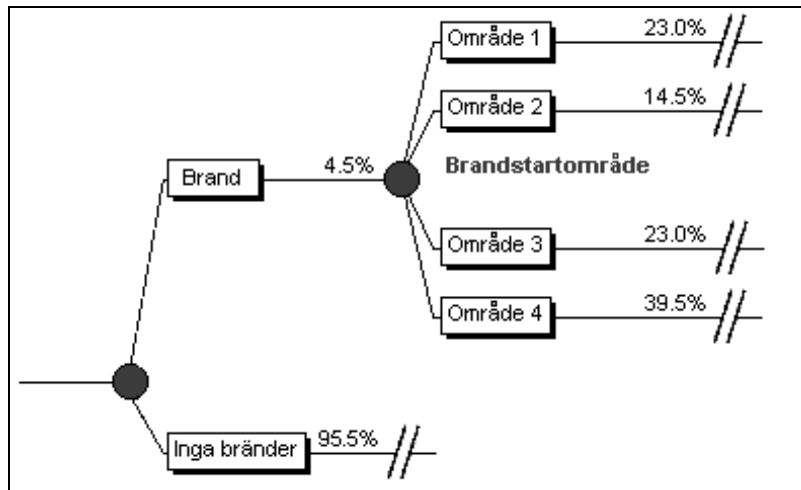 Område 1 23.0%
Område 2 14.5%
Brand 4.5% Brandstartområde
Område 3 23.0%
Område 4 39.5%
Inga bränder 95.5%